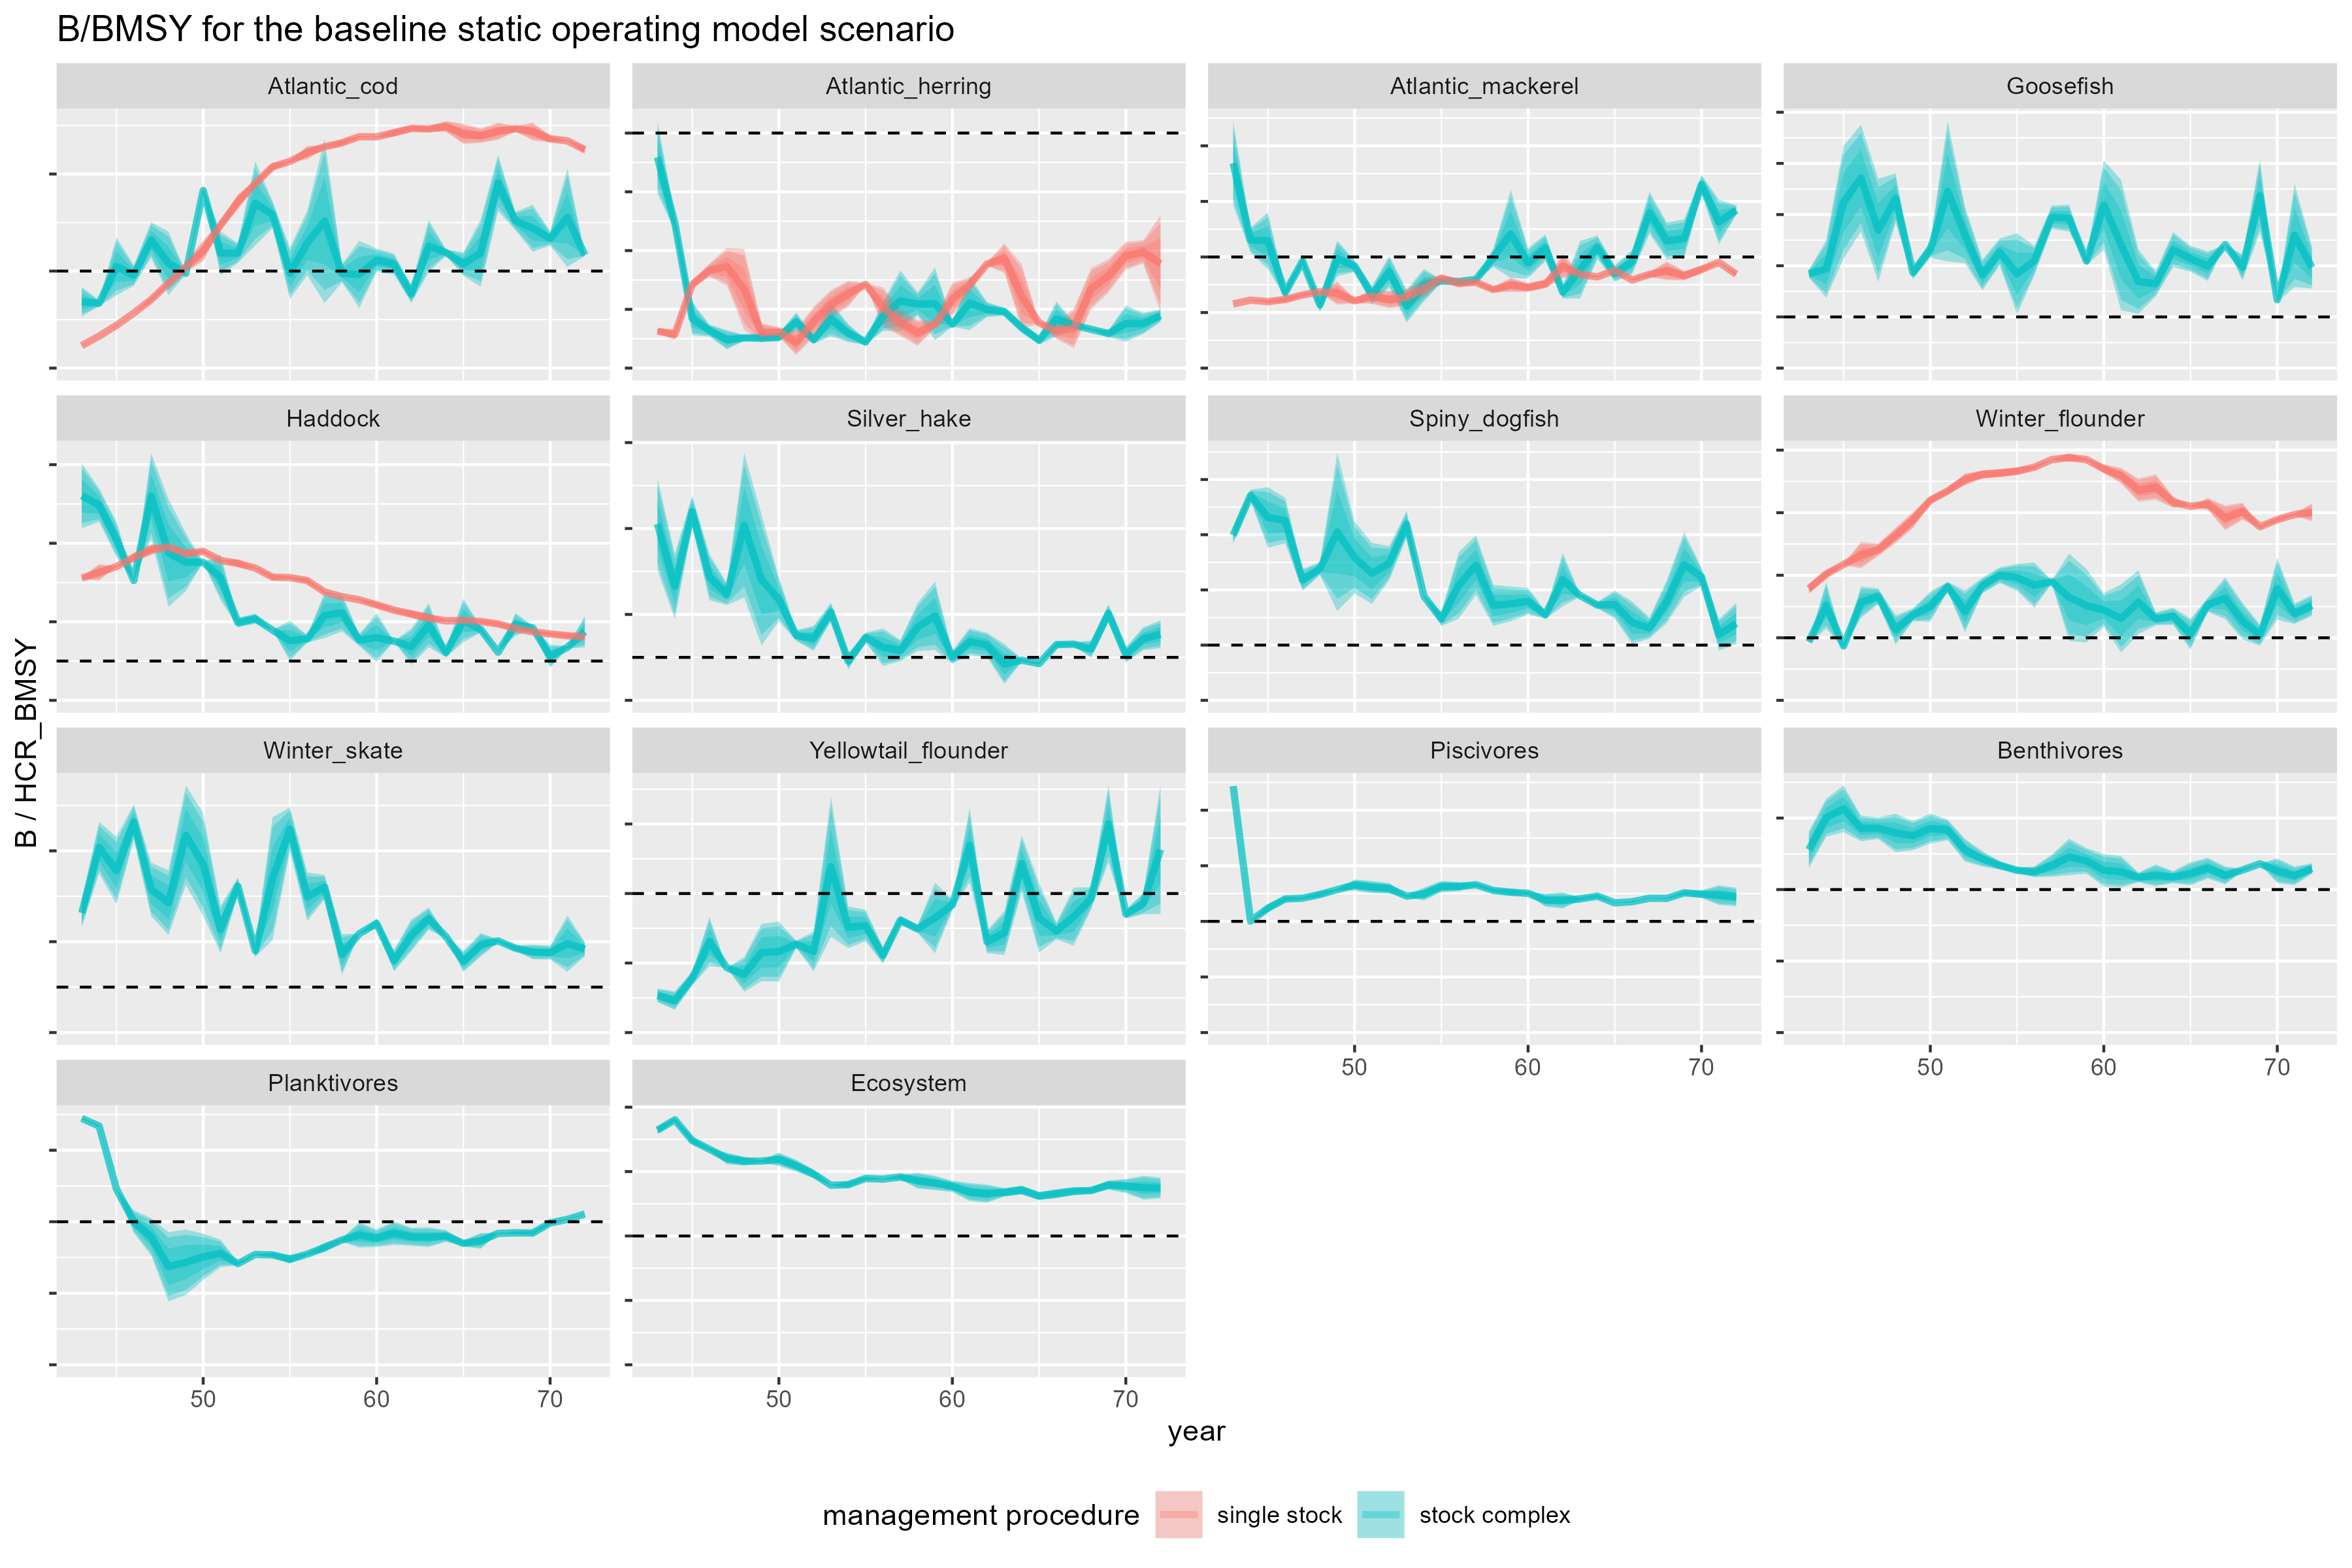 B/BMSY for the baseline static operating model scenario
Atlantic_cod
Atlantic_herring
Atlantic_mackerel
Goosefish
Haddock
Silver_hake
Spiny_dogfish
Winter_flounder
B / HCR_BMSY
Winter_skate
Yellowtail_flounder
Piscivores
Benthivores
50 60 70
50 60 70
Planktivores
Ecosystem
50 60 70
50 60 70
year
management procedure single stock stock complex